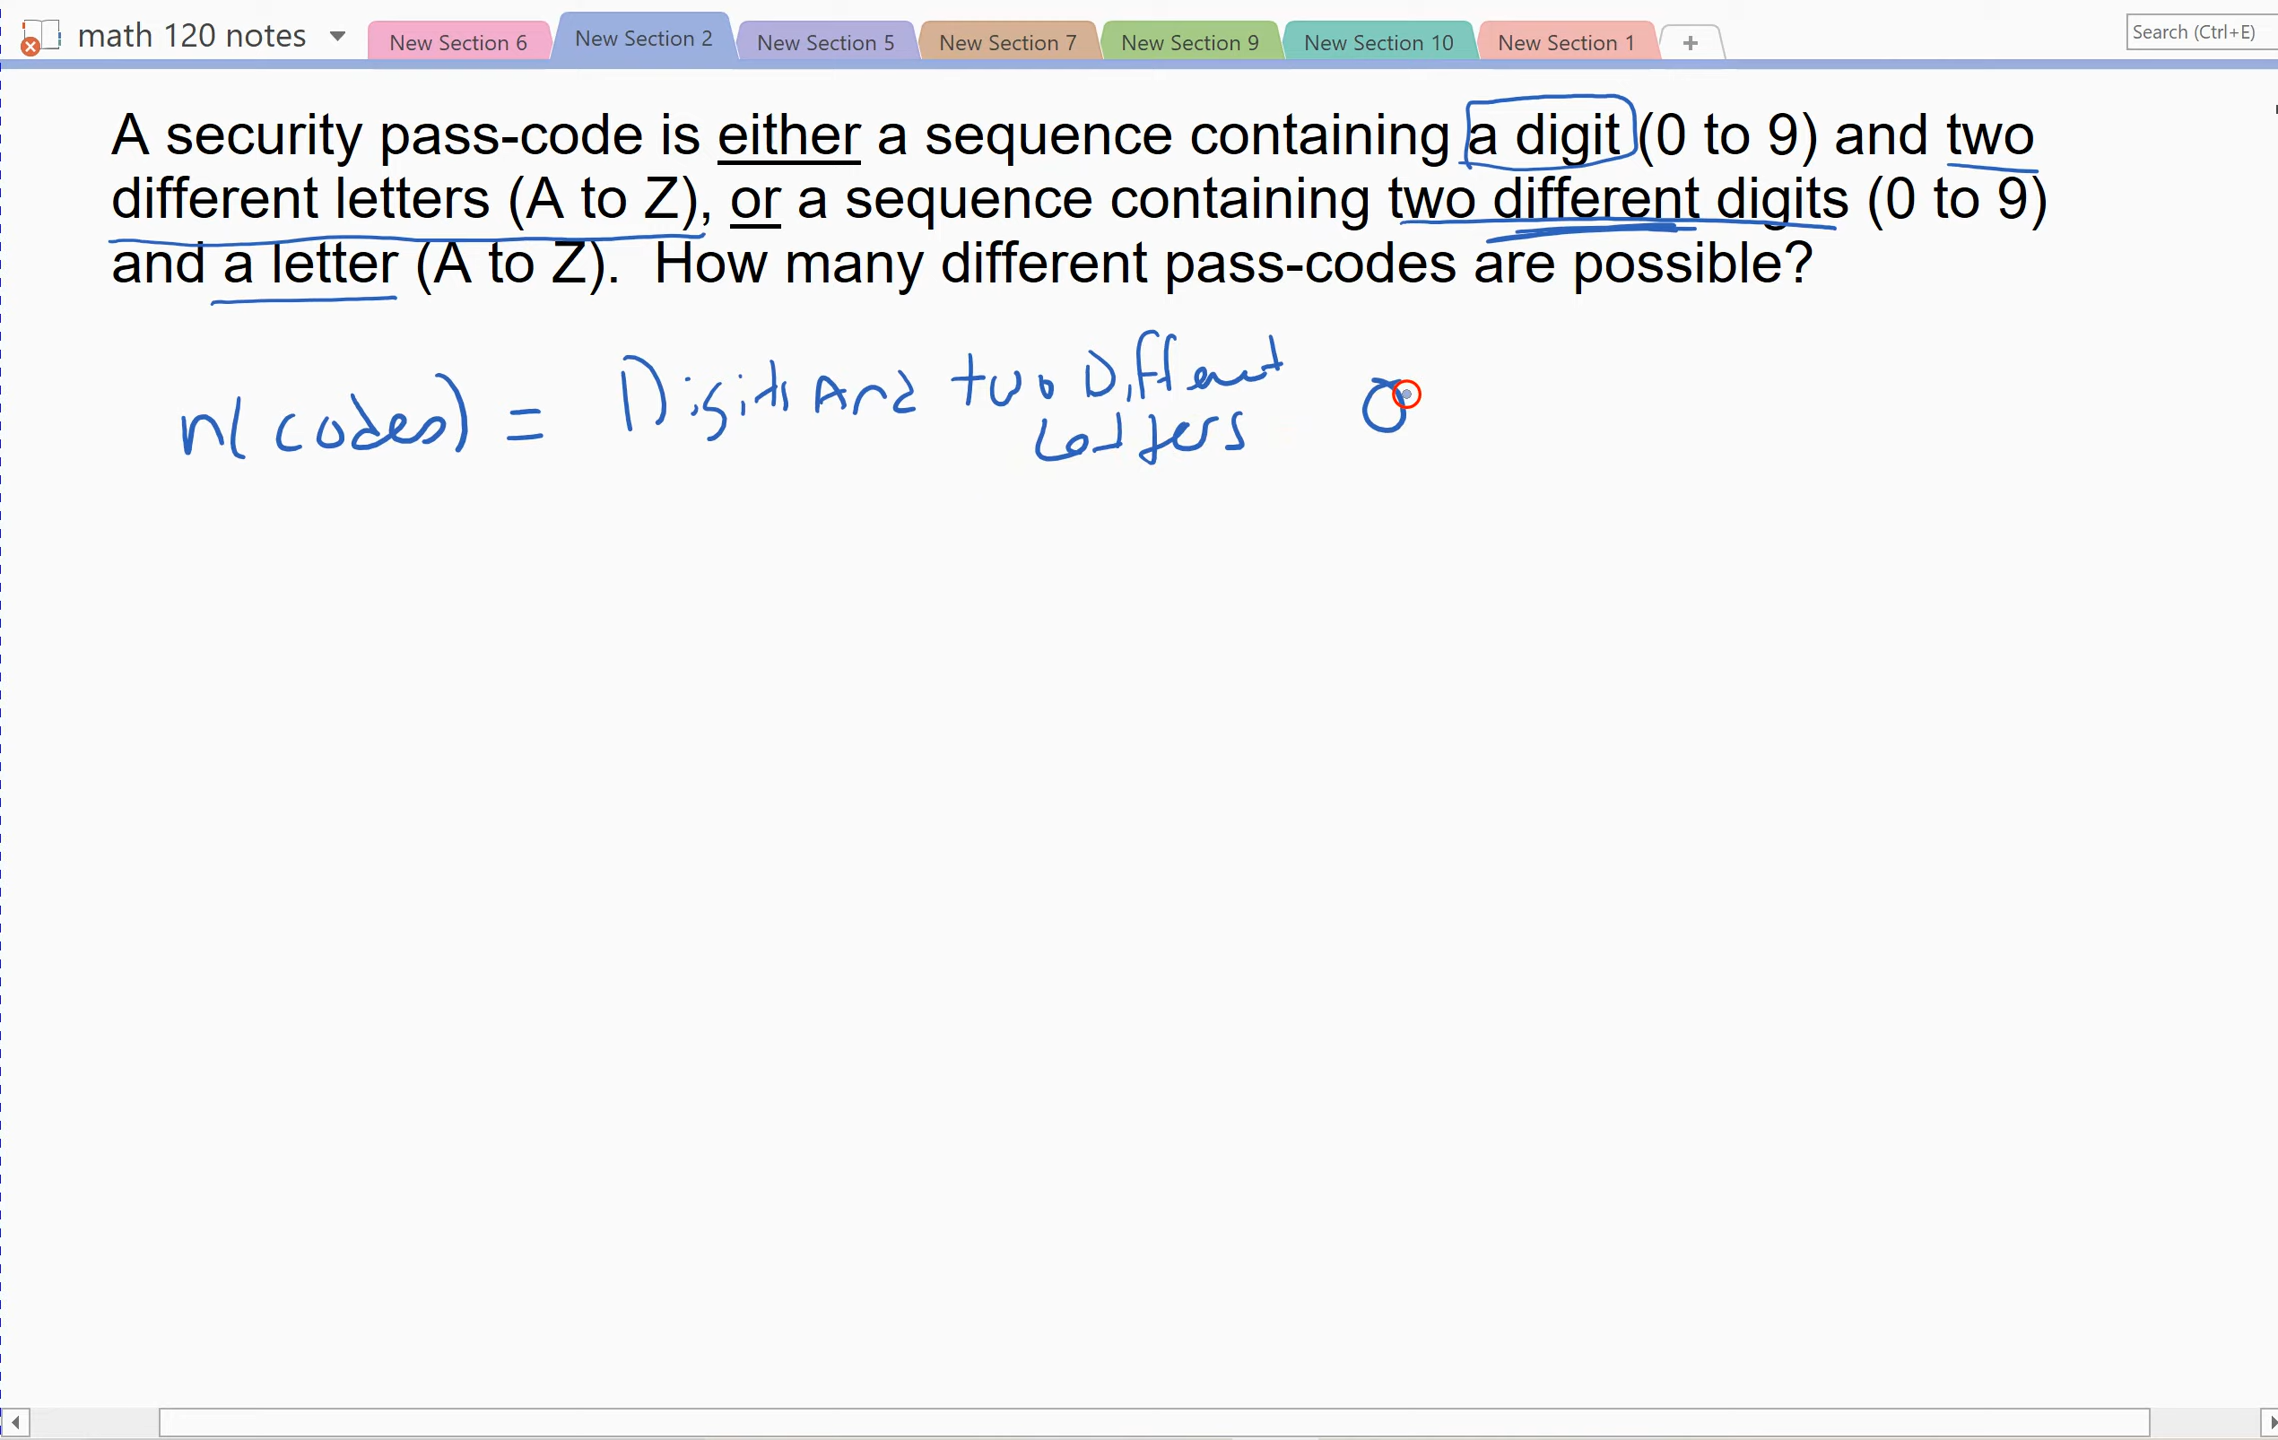 math 120 notes New Section 6 New Section 2 New Section 5 New Section 7 New Section 9 New Section 10 New Section 1 + Search (Ctrl+E)
A security pass-code is either a sequence containing a digit (0 to 9) and two
different letters (A to Z), or a sequence containing two different digits (0 to 9)
and a letter (A to Z). How many different pass-codes are possible?
n(codes) = Digits And two Different O
Letters